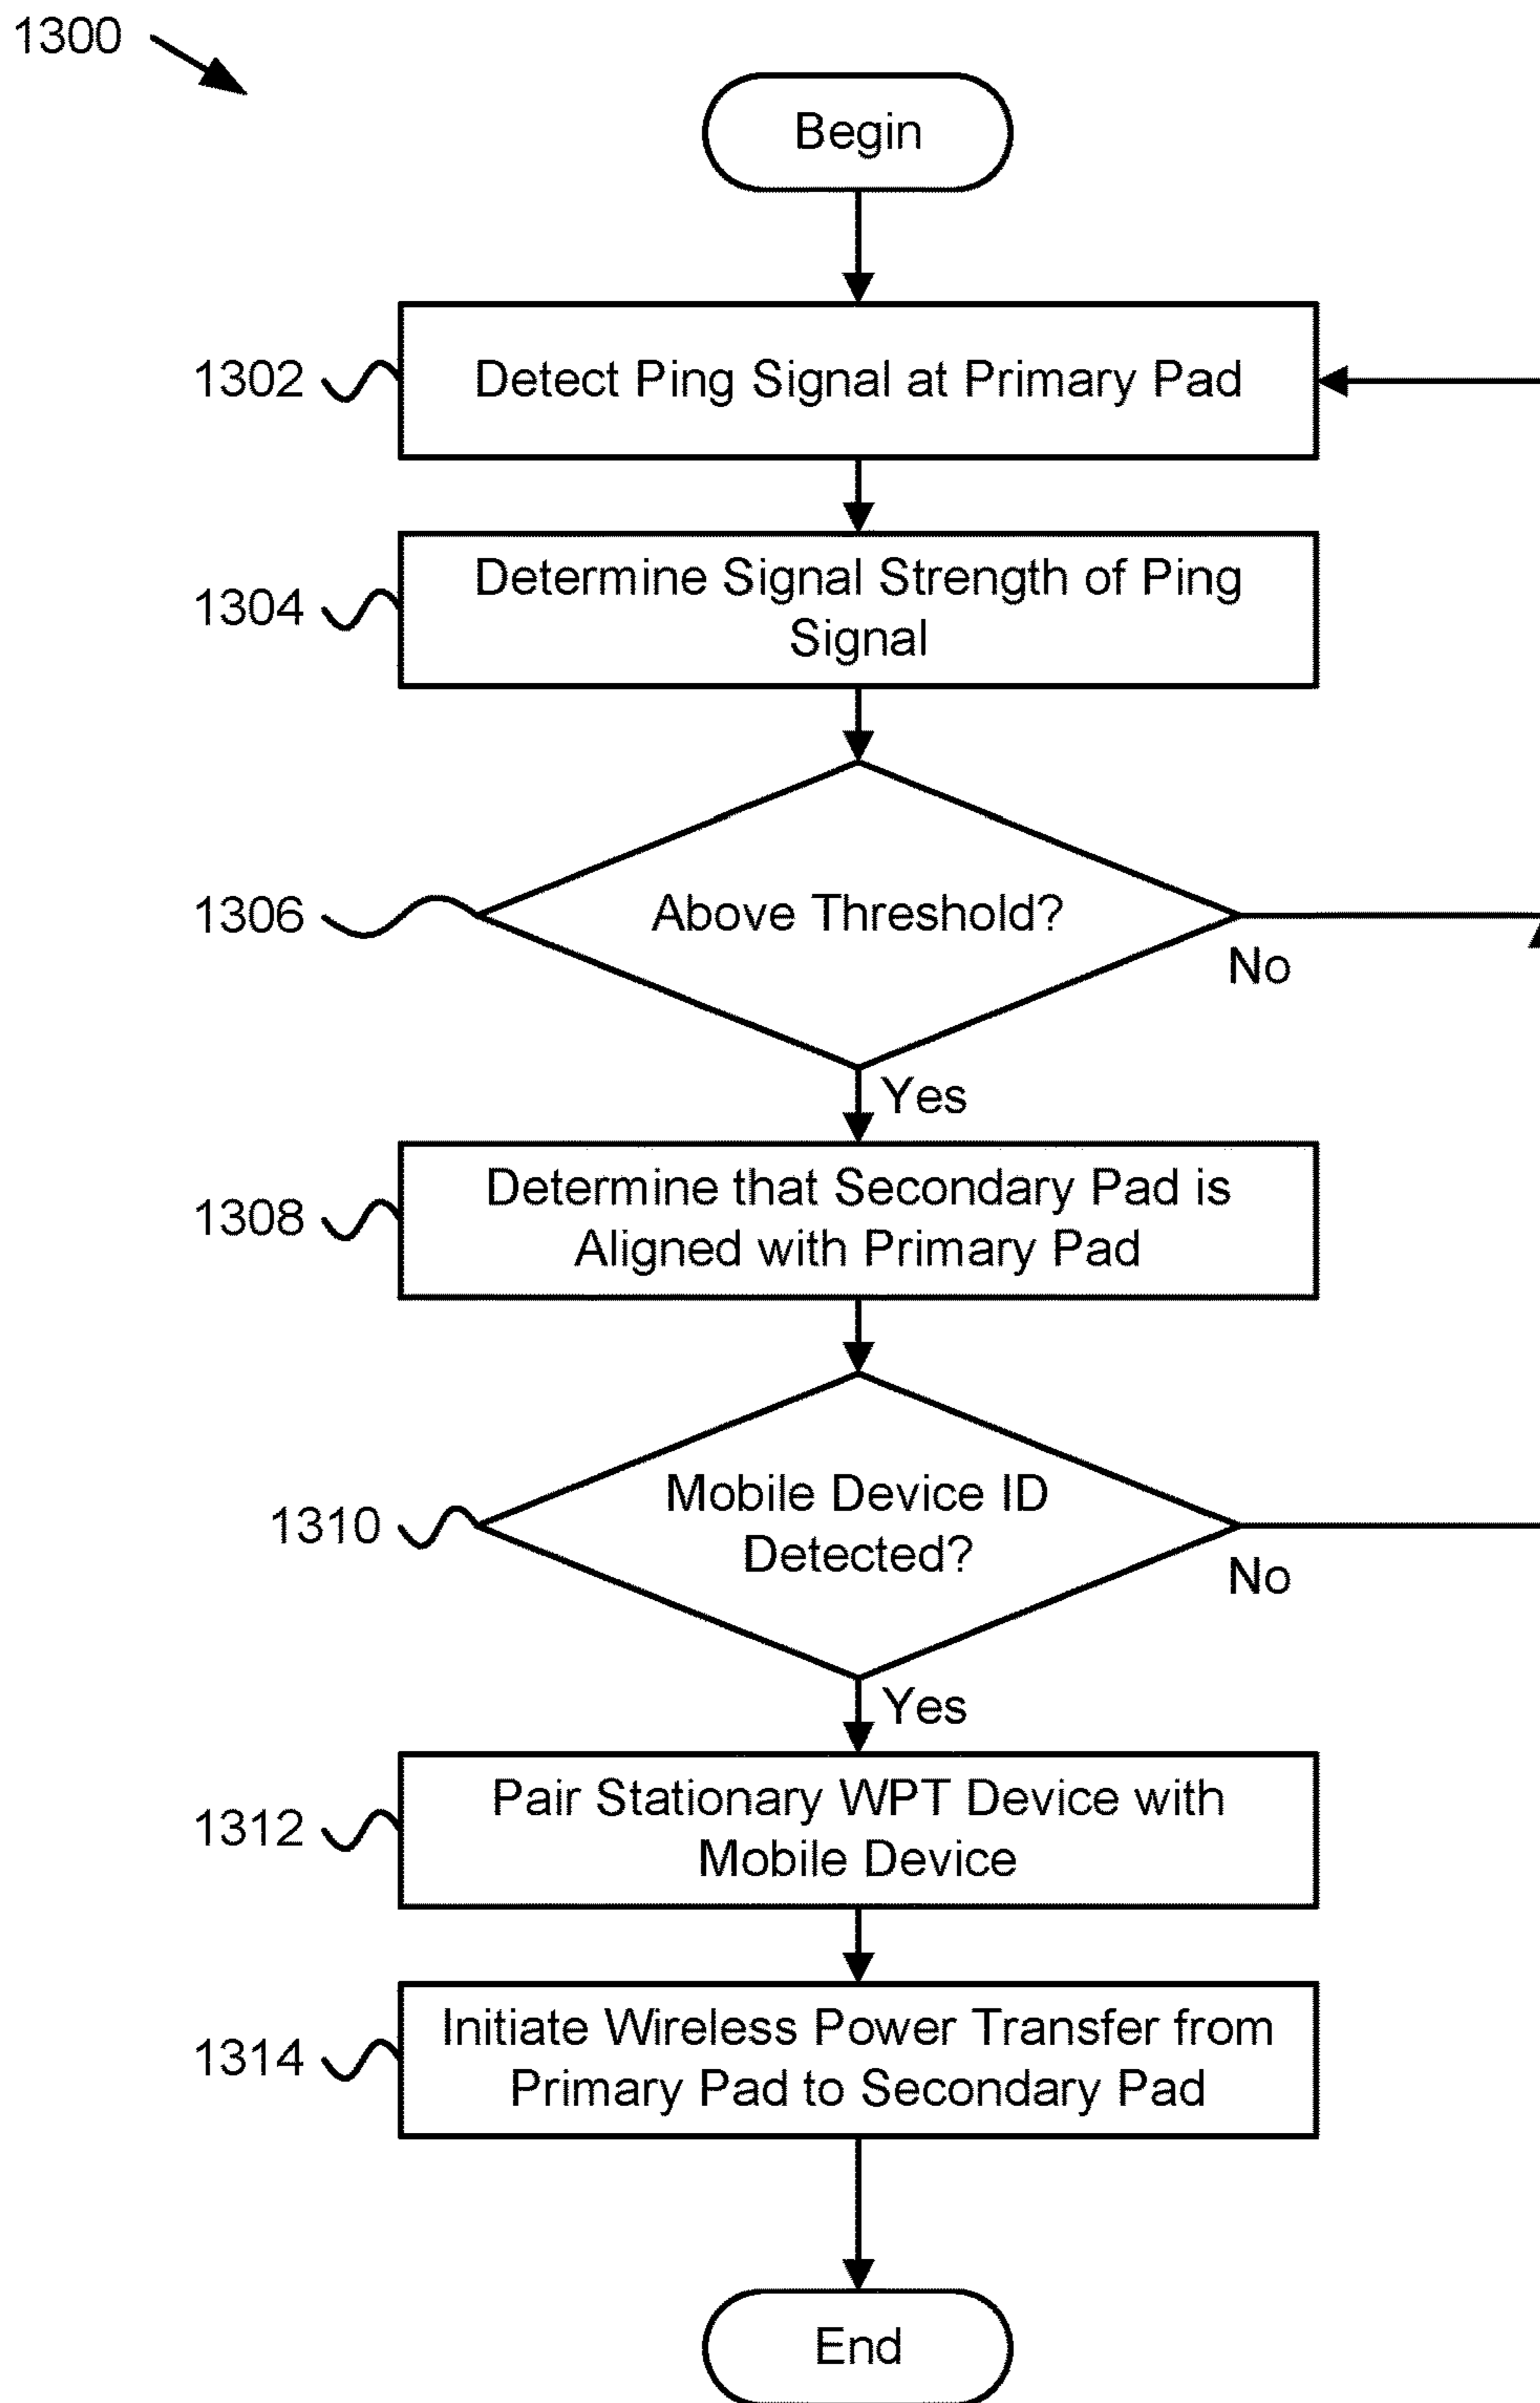 1300
Begin
1302
Detect Ping Signal at Primary Pad
1304
Determine Signal Strength of Ping
Signal
1306
Above Threshold?
No
Yes
1308
Determine that Secondary Pad is
Aligned with Primary Pad
1310
Mobile Device ID
Detected?
No
Yes
1312
Pair Stationary WPT Device with
Mobile Device
1314
Initiate Wireless Power Transfer from
Primary Pad to Secondary Pad
End